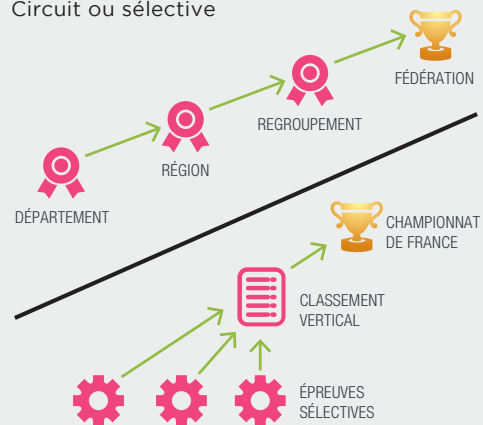 Circuit ou sélective
FÉDÉRATION
REGROUPEMENT
RÉGION
DÉPARTEMENT
CHAMPIONNAT
DE FRANCE
CLASSEMENT
VERTICAL
ÉPREUVES
SÉLECTIVES